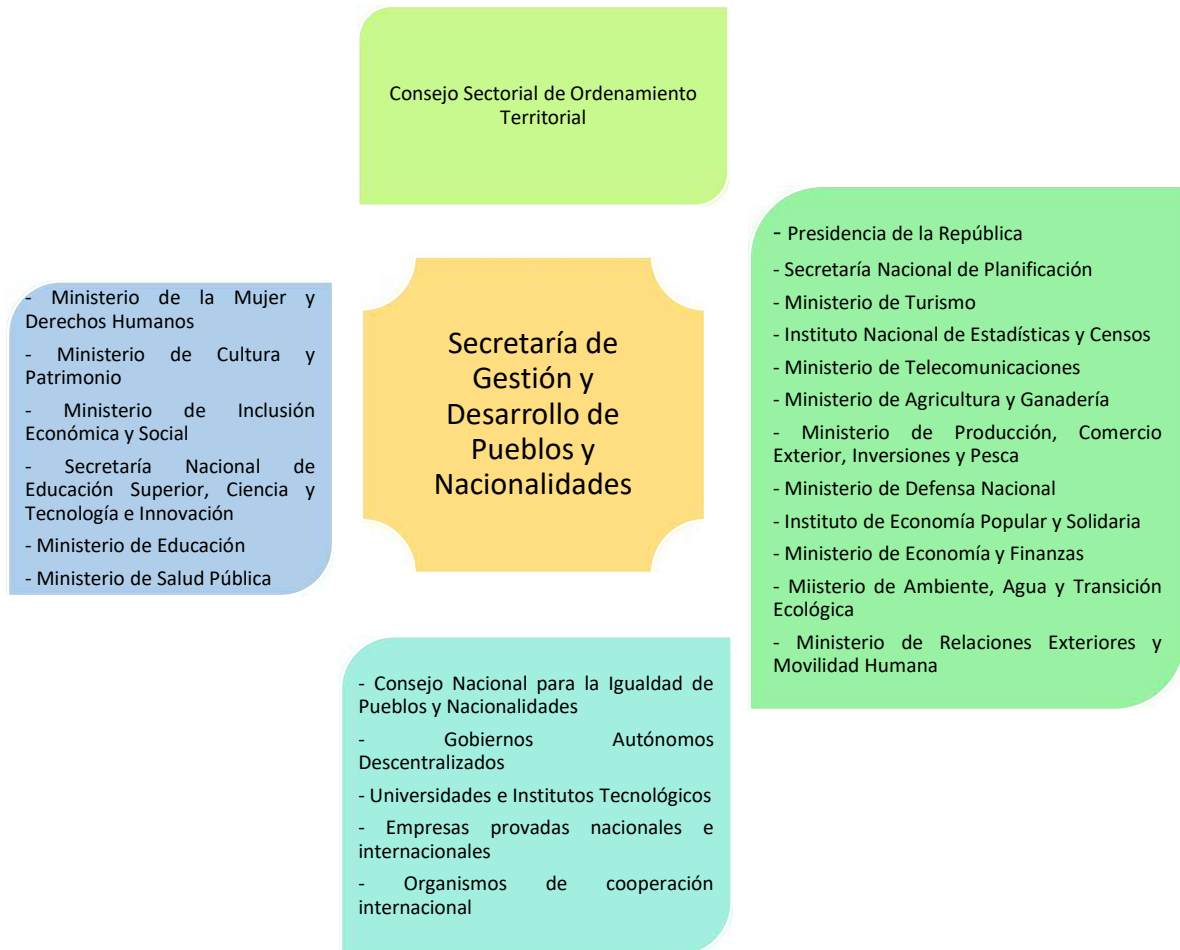 Consejo Sectorial de Ordenamiento
Territorial
- Ministerio de la Mujer y
Derechos Humanos
- Ministerio de Cultura y
Patrimonio
- Ministerio de Inclusión
Económica y Social
- Secretaría Nacional de
Educación Superior, Ciencia y
Tecnología e Innovación
- Ministerio de Educación
- Ministerio de Salud Pública
Secretaría de
Gestión y
Desarrollo de
Pueblos y
Nacionalidades
- Presidencia de la República
- Secretaría Nacional de Planificación
- Ministerio de Turismo
- Instituto Nacional de Estadísticas y Censos
- Ministerio de Telecomunicaciones
- Ministerio de Agricultura y Ganadería
- Ministerio de Producción, Comercio
Exterior, Inversiones y Pesca
- Ministerio de Defensa Nacional
- Instituto de Economía Popular y Solidaria
- Ministerio de Economía y Finanzas
- Miisterio de Ambiente, Agua y Transición
Ecológica
- Ministerio de Relaciones Exteriores y
Movilidad Humana
- Consejo Nacional para la Igualdad de
Pueblos y Nacionalidades
- Gobiernos Autónomos
Descentralizados
- Universidades e Institutos Tecnológicos
- Empresas provadas nacionales e
internacionales
- Organismos de cooperación
internacional